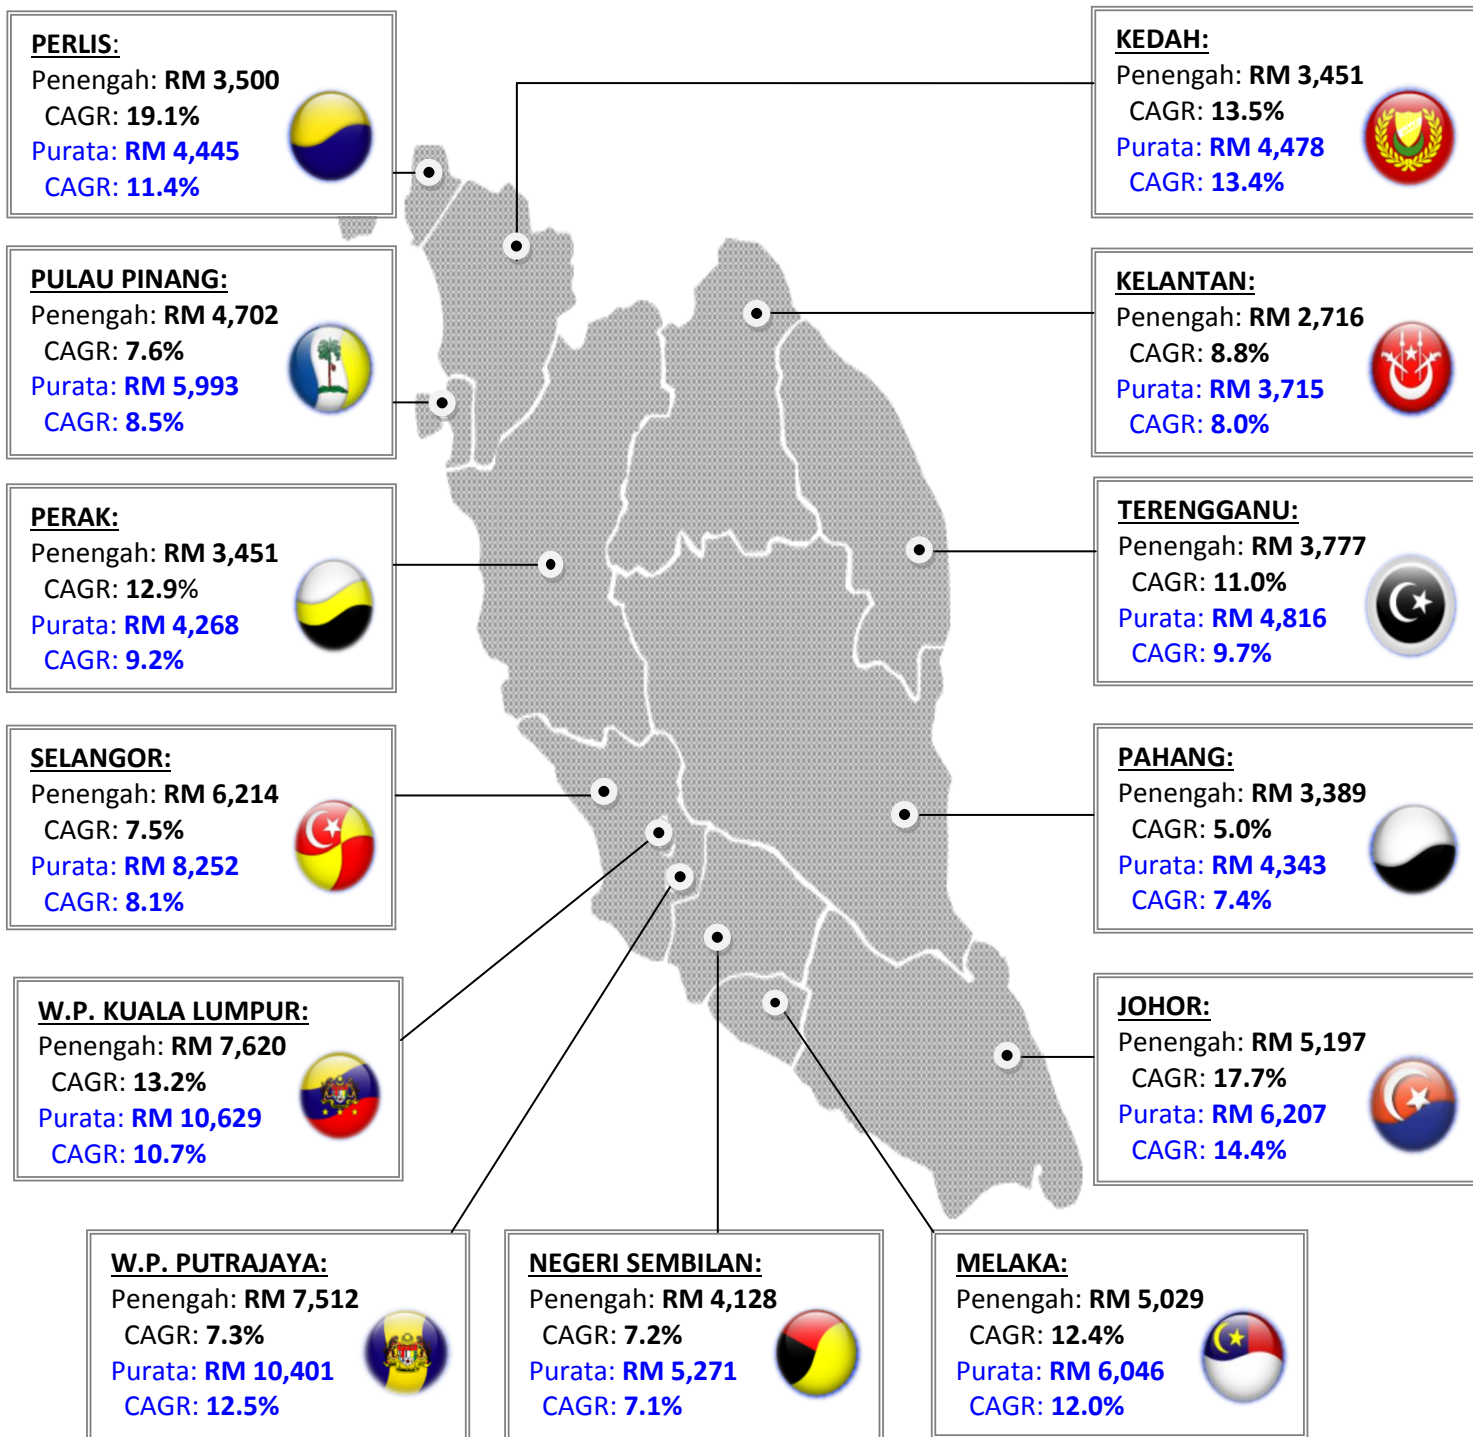 PERLIS:
Penengah: RM 3,500
CAGR: 19.1%
Purata: RM 4,445
CAGR: 11.4%
KEDAH:
Penengah: RM 3,451
CAGR: 13.5%
Purata: RM 4,478
CAGR: 13.4%
PULAU PINANG:
Penengah: RM 4,702
CAGR: 7.6%
Purata: RM 5,993
CAGR: 8.5%
KELANTAN:
Penengah: RM 2,716
CAGR: 8.8%
Purata: RM 3,715
CAGR: 8.0%
PERAK:
Penengah: RM 3,451
CAGR: 12.9%
Purata: RM 4,268
CAGR: 9.2%
TERENGGANU:
Penengah: RM 3,777
CAGR: 11.0%
Purata: RM 4,816
CAGR: 9.7%
SELANGOR:
Penengah: RM 6,214
CAGR: 7.5%
Purata: RM 8,252
CAGR: 8.1%
PAHANG:
Penengah: RM 3,389
CAGR: 5.0%
Purata: RM 4,343
CAGR: 7.4%
W.P. KUALA LUMPUR:
Penengah: RM 7,620
CAGR: 13.2%
Purata: RM 10,629
CAGR: 10.7%
JOHOR:
Penengah: RM 5,197
CAGR: 17.7%
Purata: RM 6,207
CAGR: 14.4%
W.P. PUTRAJAYA:
Penengah: RM 7,512
CAGR: 7.3%
Purata: RM 10,401
CAGR: 12.5%
NEGERI SEMBILAN:
Penengah: RM 4,128
CAGR: 7.2%
Purata: RM 5,271
CAGR: 7.1%
MELAKA:
Penengah: RM 5,029
CAGR: 12.4%
Purata: RM 6,046
CAGR: 12.0%